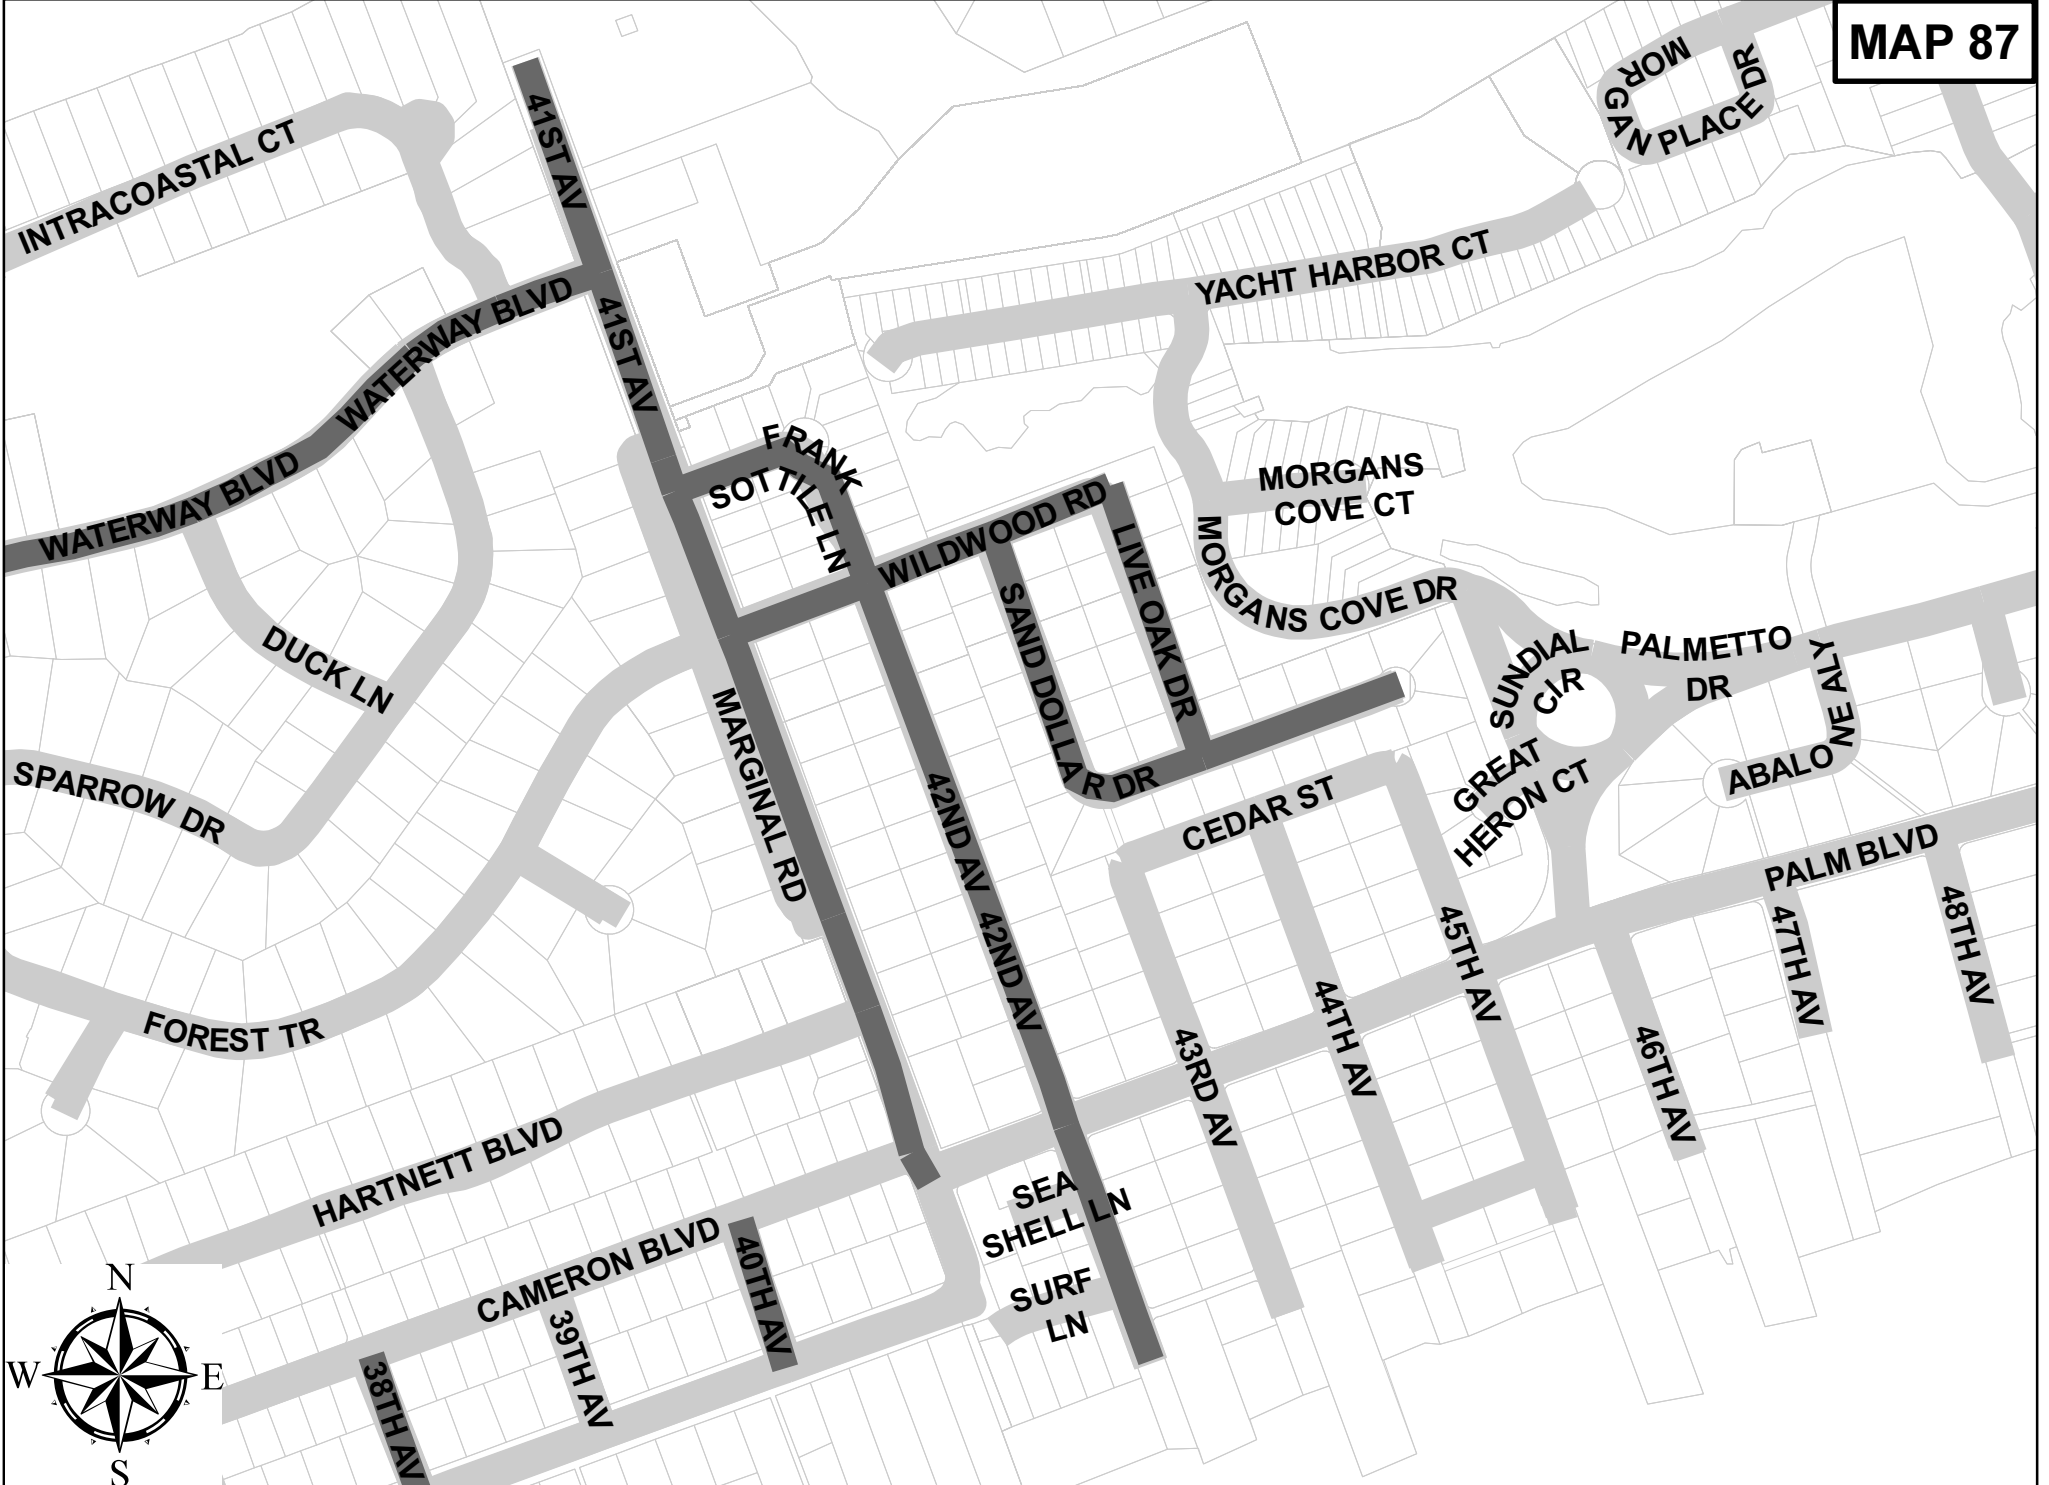 MAP 87
MORGAN PLACE DR
41ST AV
INTRACOASTAL CT
YACHT HARBOR CT
WATERWAY BLVD
41ST AV
WATERWAY BLVD
FRANK
SOTTILE LN
WATERWAY BLVD
MORGANS
COVE CT
WILDWOOD RD
LIVE OAK DR
MORGANS COVE DR
SAND DOLLAR DR
DUCK LN
SUNDIAL
CIR
PALMETTO
DR
ABALONE ALY
MARGINAL RD
SPARROW DR
GREAT
HERON CT
CEDAR ST
42ND AV
PALM BLVD
42ND AV
45TH AV
47TH AV
48TH AV
FOREST TR
44TH AV
43RD AV
46TH AV
HARTNETT BLVD
SEA
SHELL LN
CAMERON BLVD
40TH AV
SURF
LN
39TH AV
38TH AV
N
W E
S